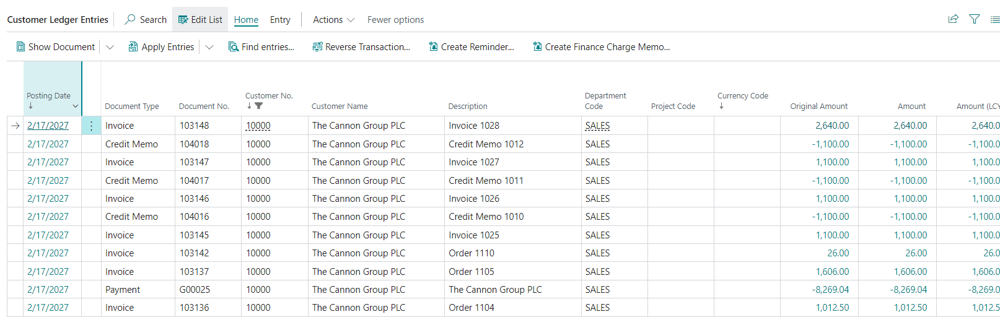 Customer Ledger Entries Search Edit List Home Entry Actions Fewer options
Show Document Apply Entries Find entries... Reverse Transaction... Create Reminder... Create Finance Charge Memo...
Posting Date Document Type Document No. Customer No. Customer Name Description Department Code Project Code Currency Code Original Amount Amount Amount (LCY
2/17/2027 Invoice 103148 10000 The Cannon Group PLC Invoice 1028 SALES 2,640.00 2,640.00 2,640.0
2/17/2027 Credit Memo 104018 10000 The Cannon Group PLC Credit Memo 1012 SALES -1,100.00 -1,100.00 -1,100.0
2/17/2027 Invoice 103147 10000 The Cannon Group PLC Invoice 1027 SALES 1,100.00 1,100.00 1,100.0
2/17/2027 Credit Memo 104017 10000 The Cannon Group PLC Credit Memo 1011 SALES -1,100.00 -1,100.00 -1,100.0
2/17/2027 Invoice 103146 10000 The Cannon Group PLC Invoice 1026 SALES 1,100.00 1,100.00 1,100.0
2/17/2027 Credit Memo 104016 10000 The Cannon Group PLC Credit Memo 1010 SALES -1,100.00 -1,100.00 -1,100.0
2/17/2027 Invoice 103145 10000 The Cannon Group PLC Invoice 1025 SALES 1,100.00 1,100.00 1,100.0
2/17/2027 Invoice 103142 10000 The Cannon Group PLC Order 1110 SALES 26.00 26.00 26.0
2/17/2027 Invoice 103137 10000 The Cannon Group PLC Order 1105 SALES 1,606.00 1,606.00 1,606.0
2/17/2027 Payment G00025 10000 The Cannon Group PLC The Cannon Group PLC SALES -8,269.04 -8,269.04 -8,269.0
2/17/2027 Invoice 103136 10000 The Cannon Group PLC Order 1104 SALES 1,012.50 1,012.50 1,012.5